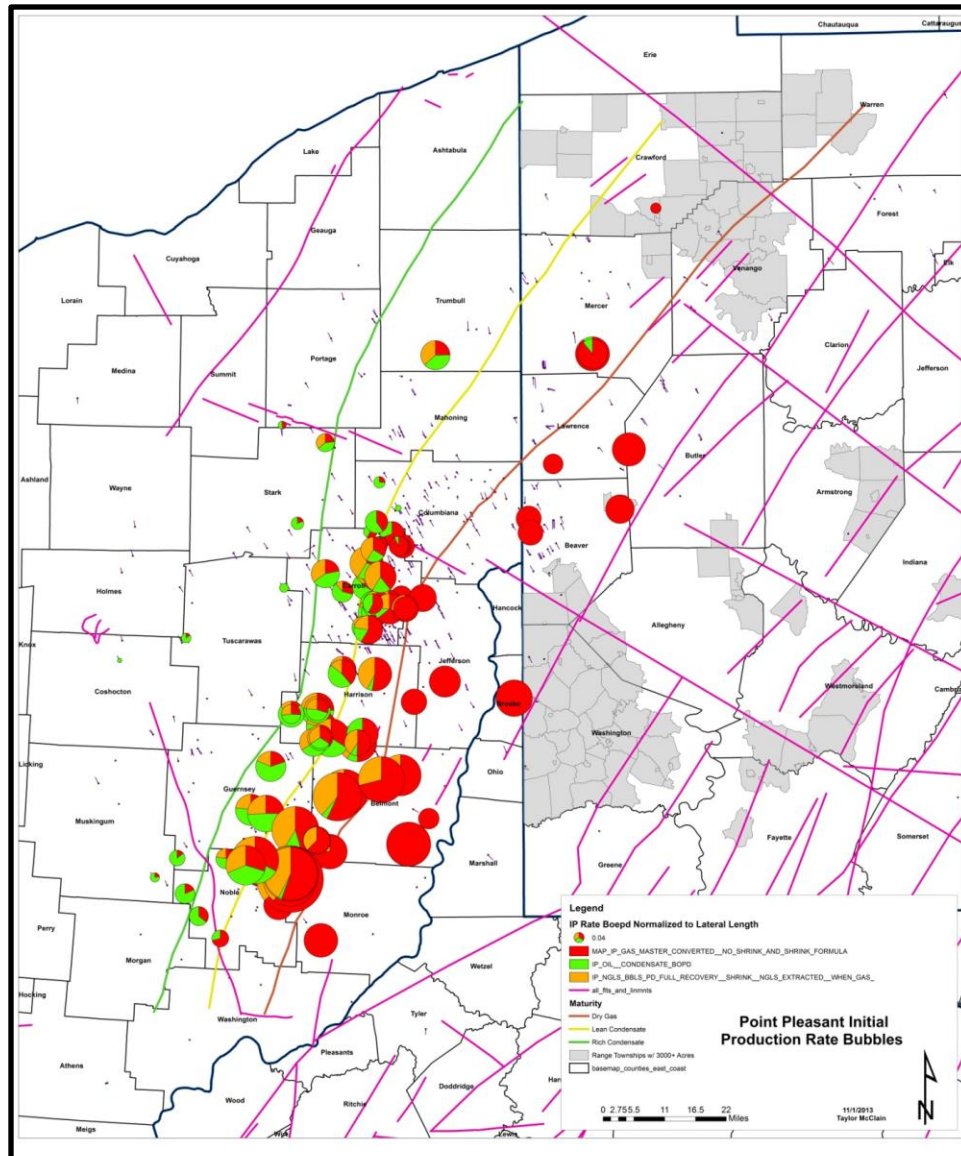 Chautauqua
Cattaraugus
Erie
Warren
Lake
Ashtabula
Crawford
Geauga
Forest
Cuyahoga
Venango
Elk
Lorain
Trumbull
Mercer
Portage
Clarion
Medina
Summit
Jefferson
Mahoning
Lawrence
Butler
Ashland
Wayne
Stark
Armstrong
Columbiana
Beaver
Indiana
Holmes
Hancock
Allegheny
Knox
Tuscarawas
Jefferson
Coshocton
Harrison
Westmorsland
Brooke
Washington
Licking
Ohio
Guernsey
Belmont
Muskingum
Fayette
Somerset
Marshall
Greene
Noble
Monroe
Perry
Morgan
Wetzel
Hocking
Washington
Tyler
Pleasants
Athens
Doddridge
Wood
Ritchie
Meigs
Lewis
Legend
IP Rate Boepd Normalized to Lateral Length
0.04
MAP_IP_GAS_MASTER_CONVERTED__NO_SHRINK_AND_SHRINK_FORMULA
IP_OIL__CONDENSATE_BOPD
IP_NGLS_BBLS_PD_FULL_RECOVERY__SHRINK__NGLS_EXTRACTED__WHEN_GAS_
all_flts_and_linmnts
Maturity
Dry Gas
Lean Condensate
Rich Condensate
Range Townships w/ 3000+ Acres
basemap_counties_east_coast
Point Pleasant Initial
Production Rate Bubbles
0 2.75 5.5 11 16.5 22
Miles
11/1/2013
Taylor McClain
N